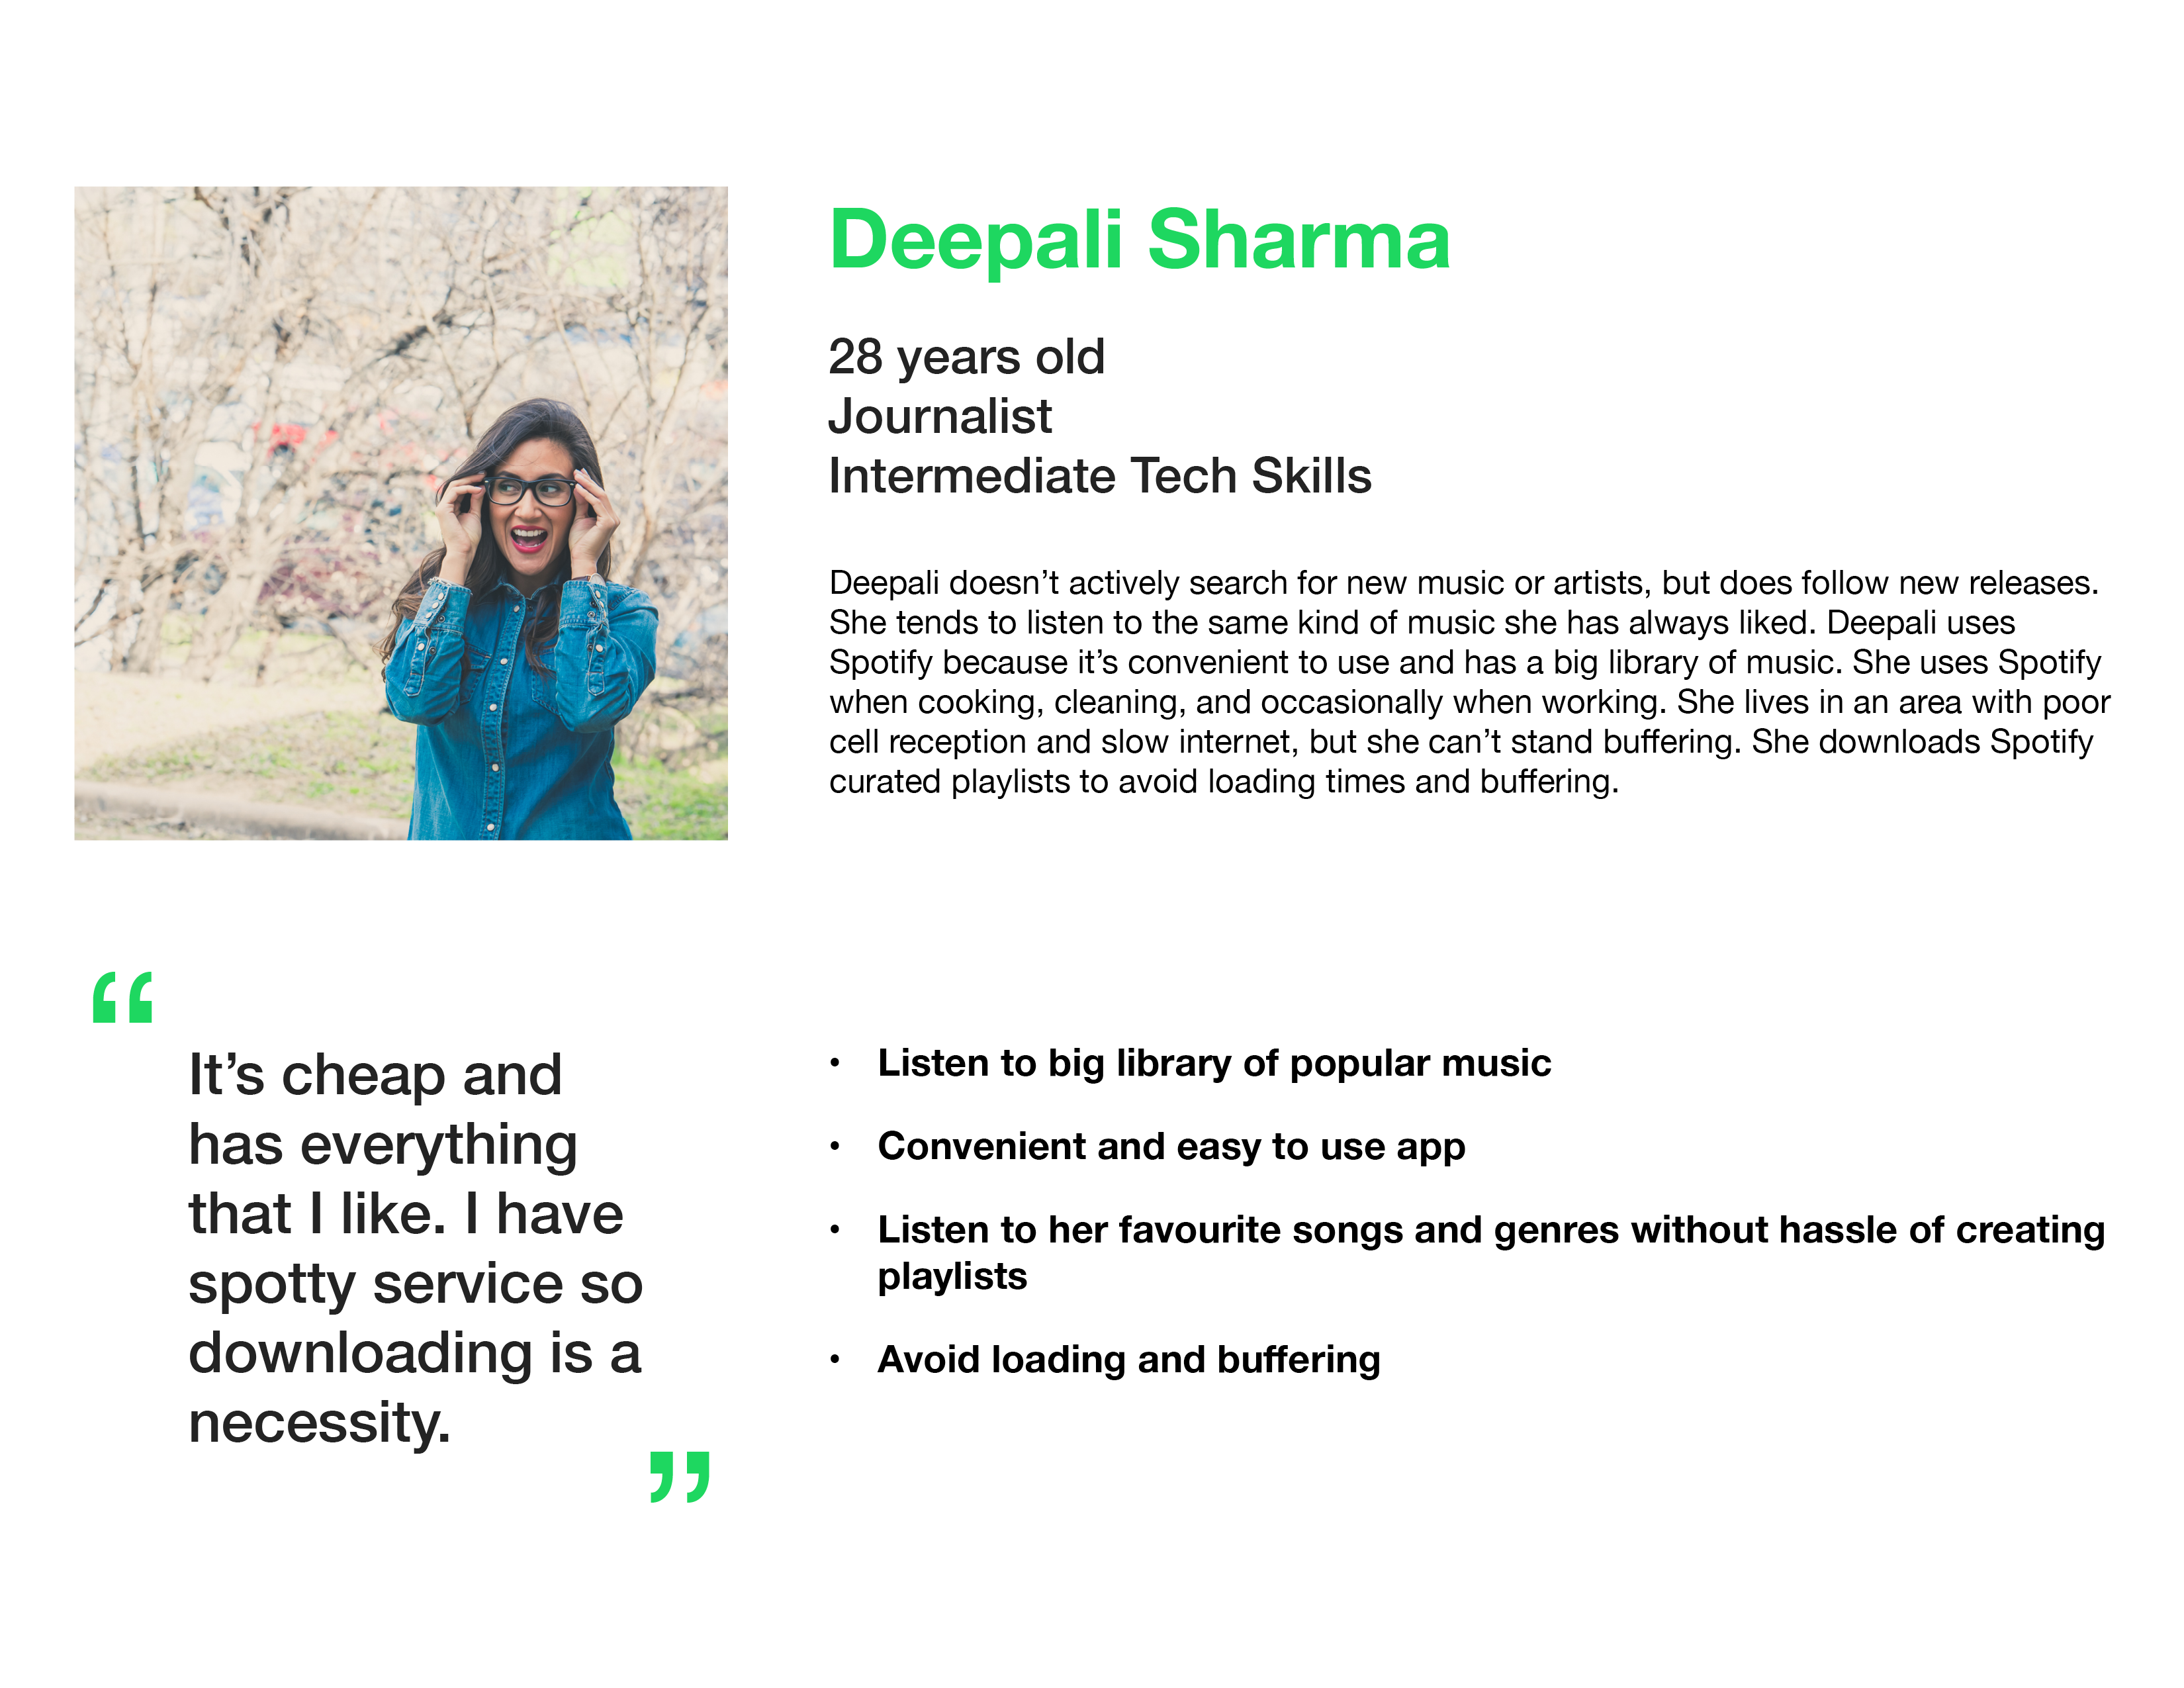 Deepali Sharma
28 years old
Journalist
Intermediate Tech Skills
Deepali doesn’t actively search for new music or artists, but does follow new releases.
She tends to listen to the same kind of music she has always liked. Deepali uses
Spotify because it’s convenient to use and has a big library of music. She uses Spotify
when cooking, cleaning, and occasionally when working. She lives in an area with poor
cell reception and slow internet, but she can’t stand buffering. She downloads Spotify
curated playlists to avoid loading times and buffering.
“
It’s cheap and
has everything
that I like. I have
spotty service so
downloading is a
necessity.
”
• Listen to big library of popular music
• Convenient and easy to use app
• Listen to her favourite songs and genres without hassle of creating
playlists
• Avoid loading and buffering